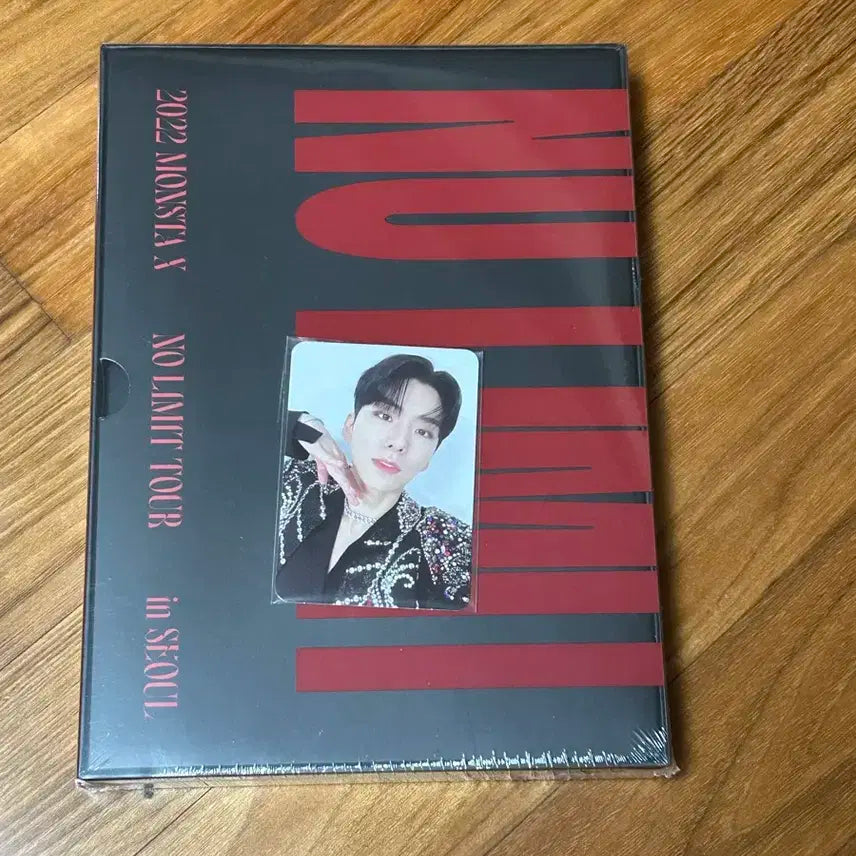 NO LIMIT
2022 MONSTA X NO LIMIT TOUR in SEOUL